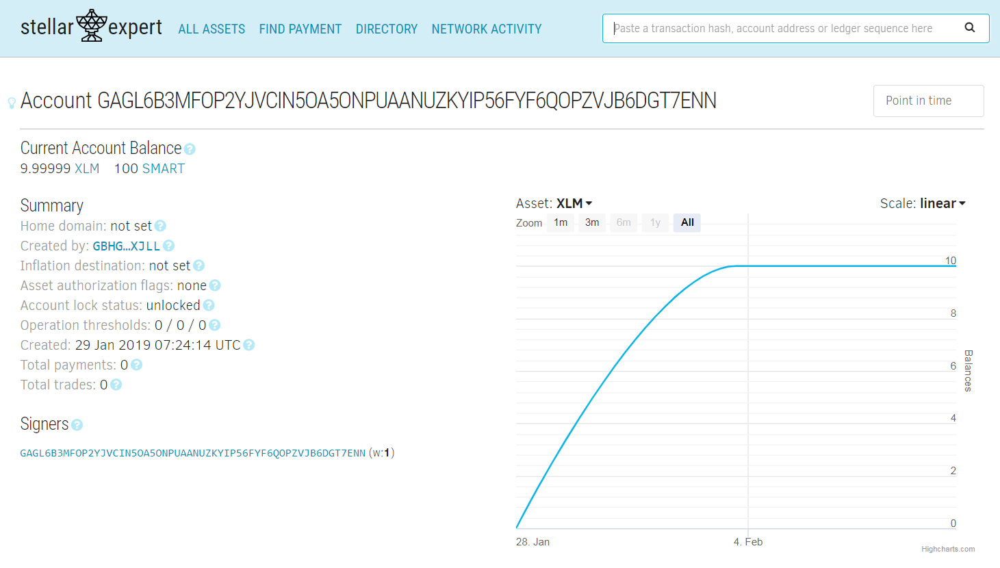 stellar expert ALL ASSETS FIND PAYMENT DIRECTORY NETWORK ACTIVITY Paste a transaction hash, account address or ledger sequence here
Account GAGL6B3MFOP2YJVCIN5OA5ONPUAANUZKYIP56FYF6QOPZVJB6DGT7ENN Point in time
Current Account Balance ?
9.99999 XLM 100 SMART
Summary
Home domain: not set ?
Created by: GBHG…XJLL ?
Inflation destination: not set ?
Asset authorization flags: none ?
Account lock status: unlocked ?
Operation thresholds: 0 / 0 / 0 ?
Created: 29 Jan 2019 07:24:14 UTC ?
Total payments: 0 ?
Total trades: 0 ?
Signers ?
GAGL6B3MFOP2YJVCIN5OA5ONPUAANUZKYIP56FYF6QOPZVJB6DGT7ENN (w:1)
Asset: XLM Scale: linear
Zoom 1m 3m 6m 1y All
10
8
6
4
2
0
Balances
28. Jan 4. Feb
Highcharts.com